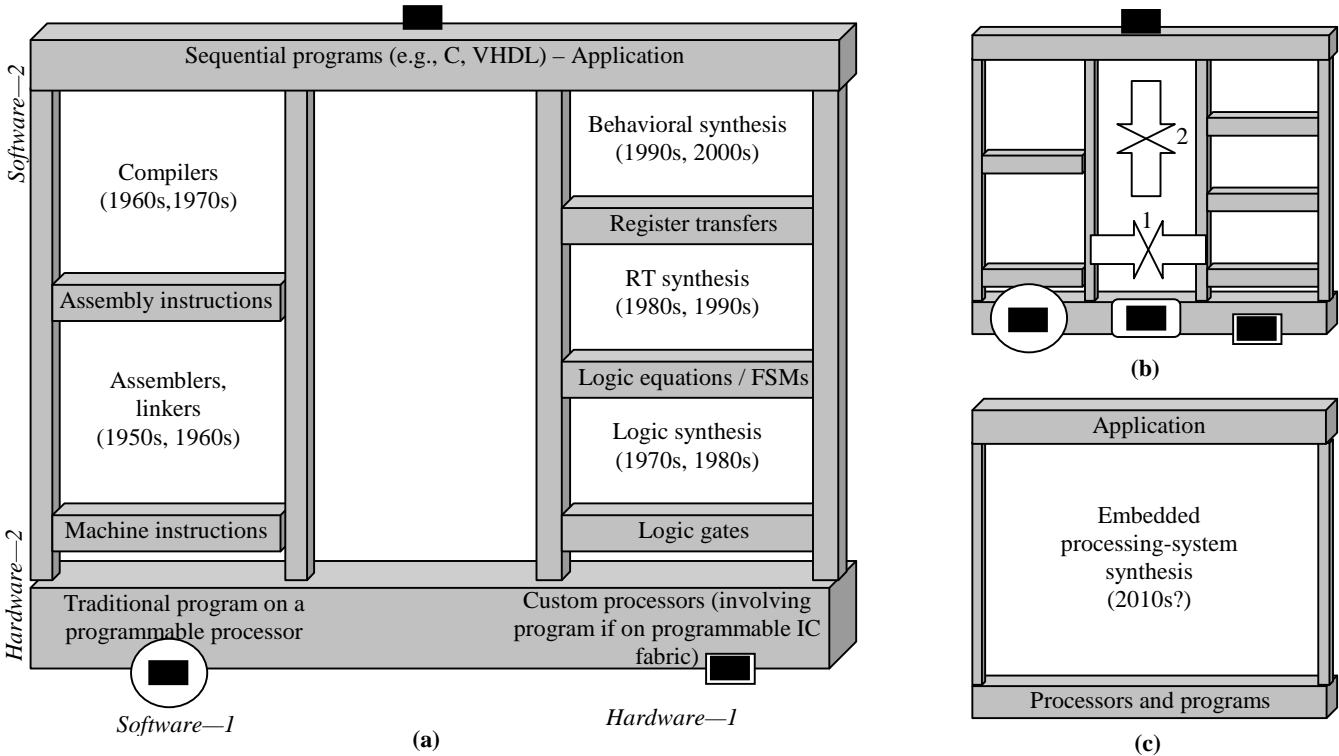 Sequential programs (e.g., C, VHDL) – Application
Software—2
Compilers
(1960s,1970s)
Assembly instructions
Assemblers,
linkers
(1950s, 1960s)
Machine instructions
Behavioral synthesis
(1990s, 2000s)
Register transfers
RT synthesis
(1980s, 1990s)
Logic equations / FSMs
Logic synthesis
(1970s, 1980s)
Logic gates
Hardware—2
Traditional program on a
programmable processor
Custom processors (involving
program if on programmable IC
fabric)
Software—1
Hardware—1
(a)
2
1
(b)
Application
Embedded
processing-system
synthesis
(2010s?)
Processors and programs
(c)